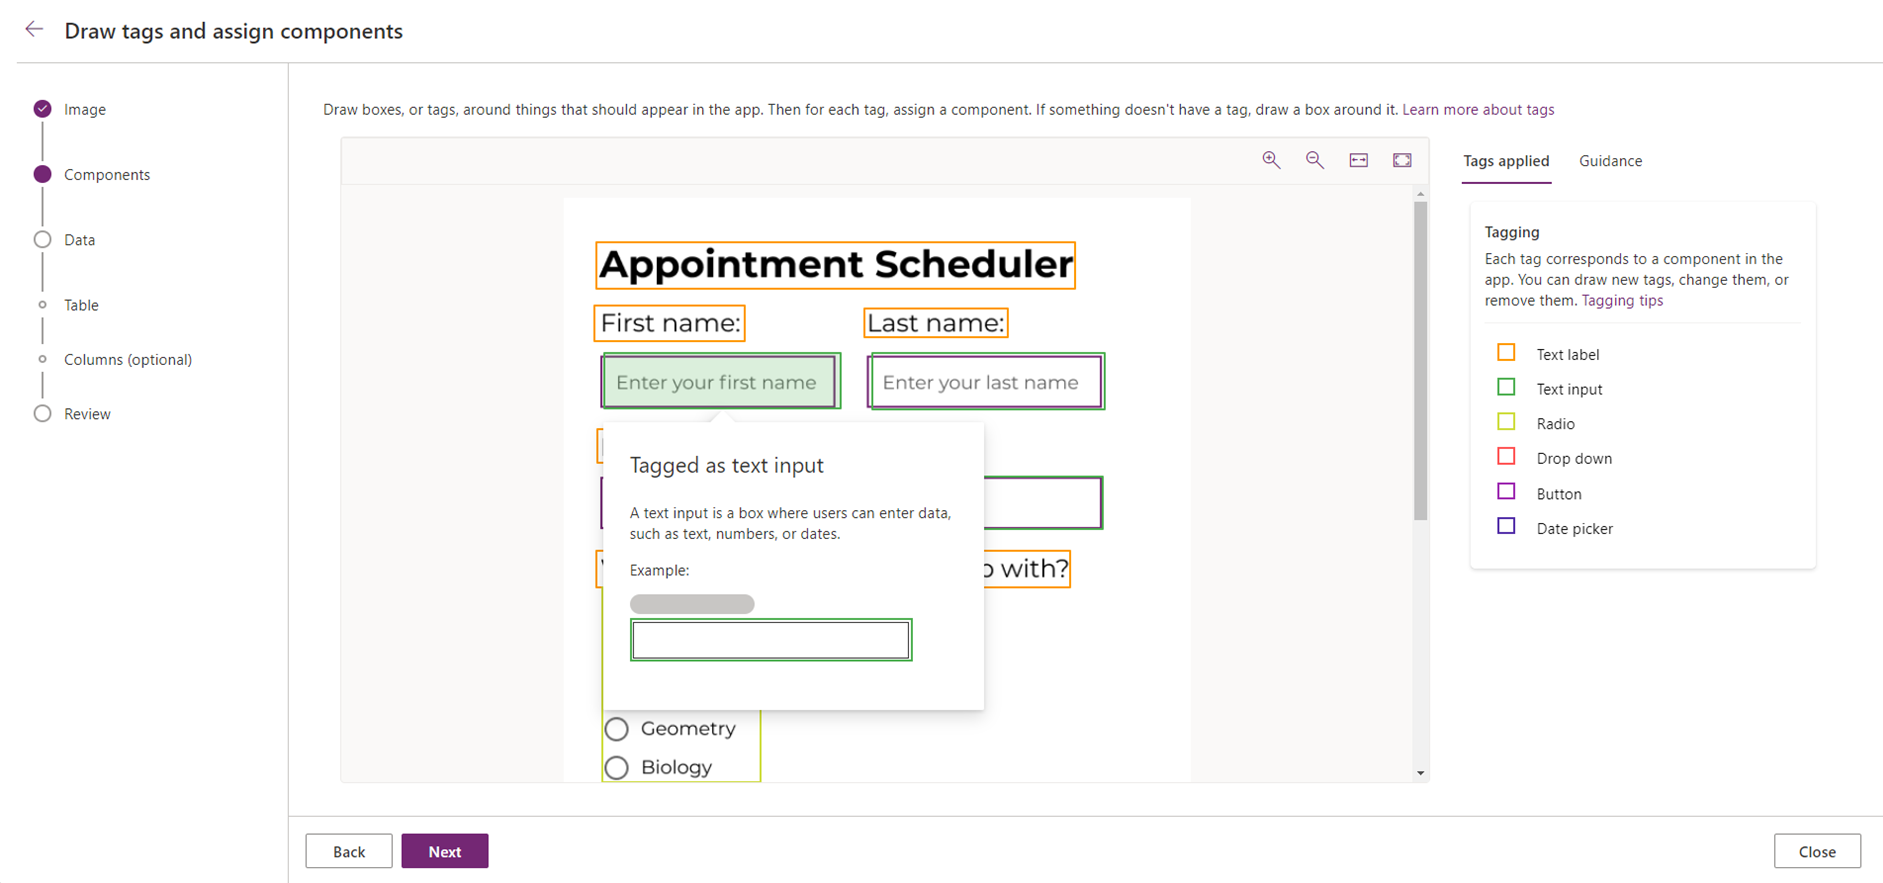 Draw tags and assign components
Image
Components
Data
Table
Columns (optional)
Review
Draw boxes, or tags, around things that should appear in the app. Then for each tag, assign a component. If something doesn't have a tag, draw a box around it. Learn more about tags
Appointment Scheduler
First name:
Last name:
Enter your first name
Enter your last name
Tagged as text input
A text input is a box where users can enter data,
such as text, numbers, or dates.
Example:
with?
Geometry
Biology
Tags applied
Guidance
Tagging
Each tag corresponds to a component in the
app. You can draw new tags, change them, or
remove them. Tagging tips
Text label
Text input
Radio
Drop down
Button
Date picker
Back
Next
Close